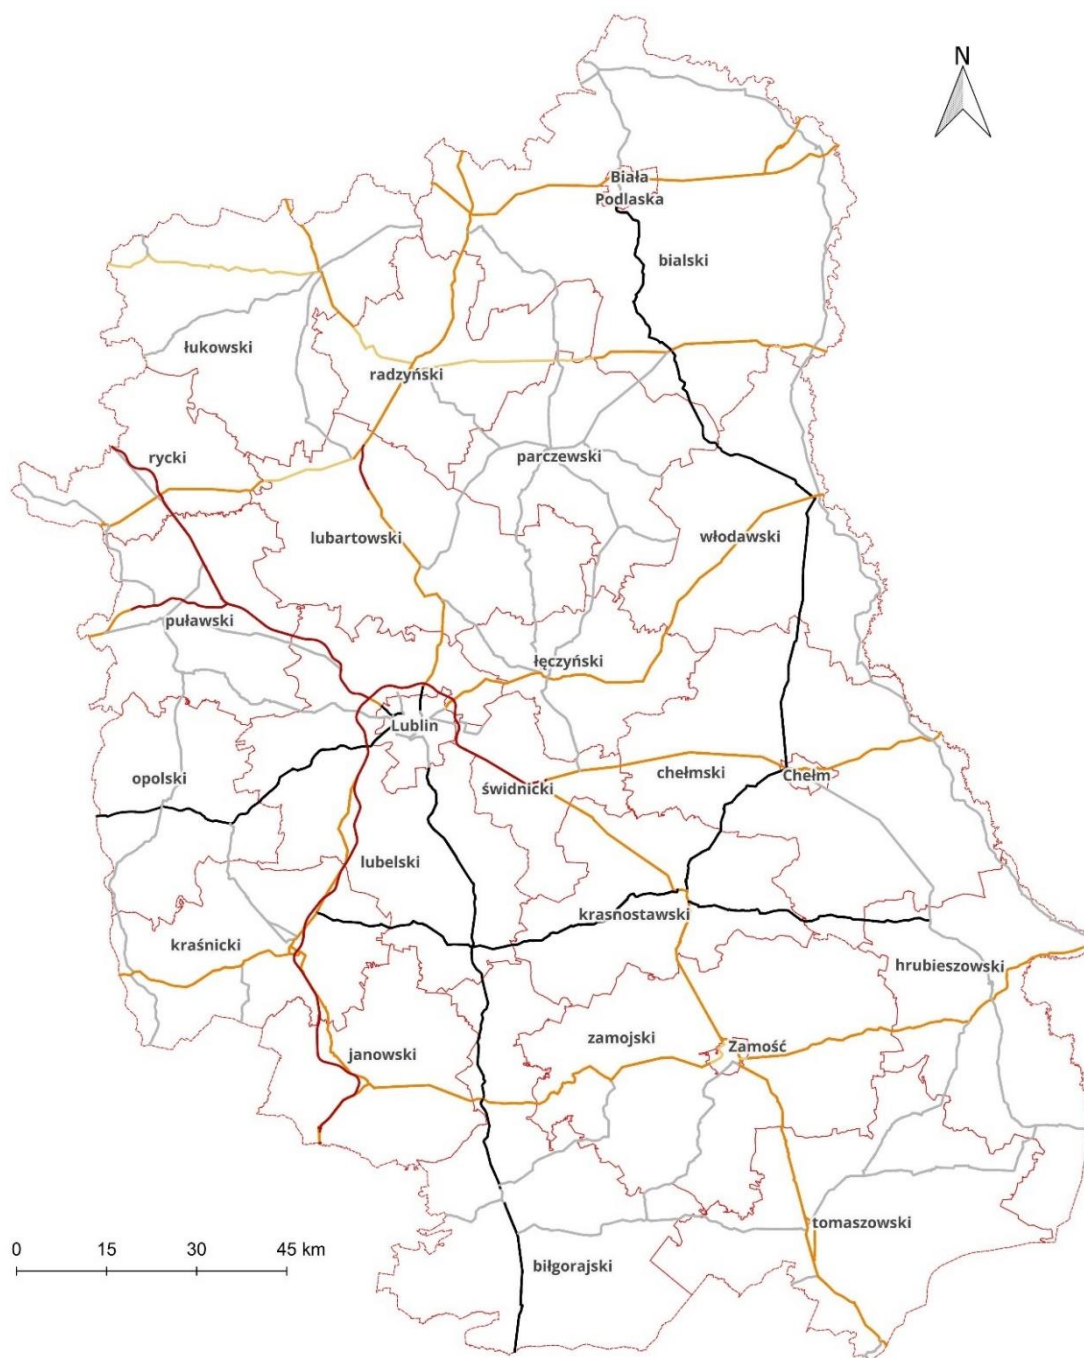 N
Biała
Podlaska
bialski
łukowski
radzyński
rycki
parczewski
lubartowski
włodawski
puławski
łęczyński
Lublin
opolski
świdnicki
chełmski
Chełm
lubelski
krasnostawski
kraśnicki
hrubieszowski
zamojski
Zamość
janowski
tomaszowski
0 15 30 45 km
biłgorajski